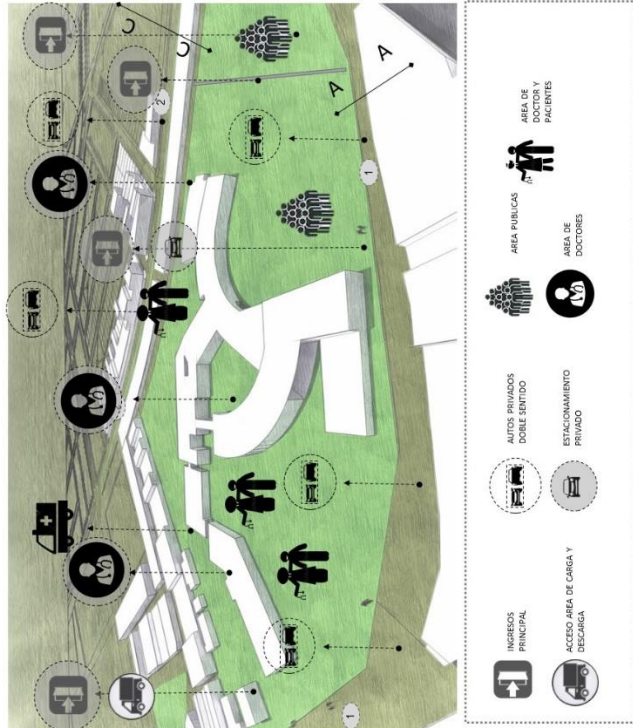 C
C
A
A
2
1
1
INGRESOS
PRINCIPAL
ACCESO AREA DE CARGA Y
DESCARGA
AUTOS PRIVADOS
DOBLE SENTIDO
ESTACIONAMIENTO
PRIVADO
AREA PUBLICAS
AREA DE
DOCTORES
AREA DE
DOCTOR Y
PACIENTES